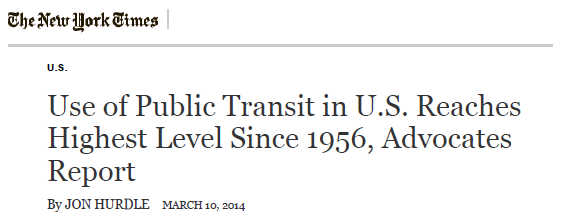 The New York Times
U.S.
Use of Public Transit in U.S. Reaches
Highest Level Since 1956, Advocates
Report
By JON HURDLE MARCH 10, 2014